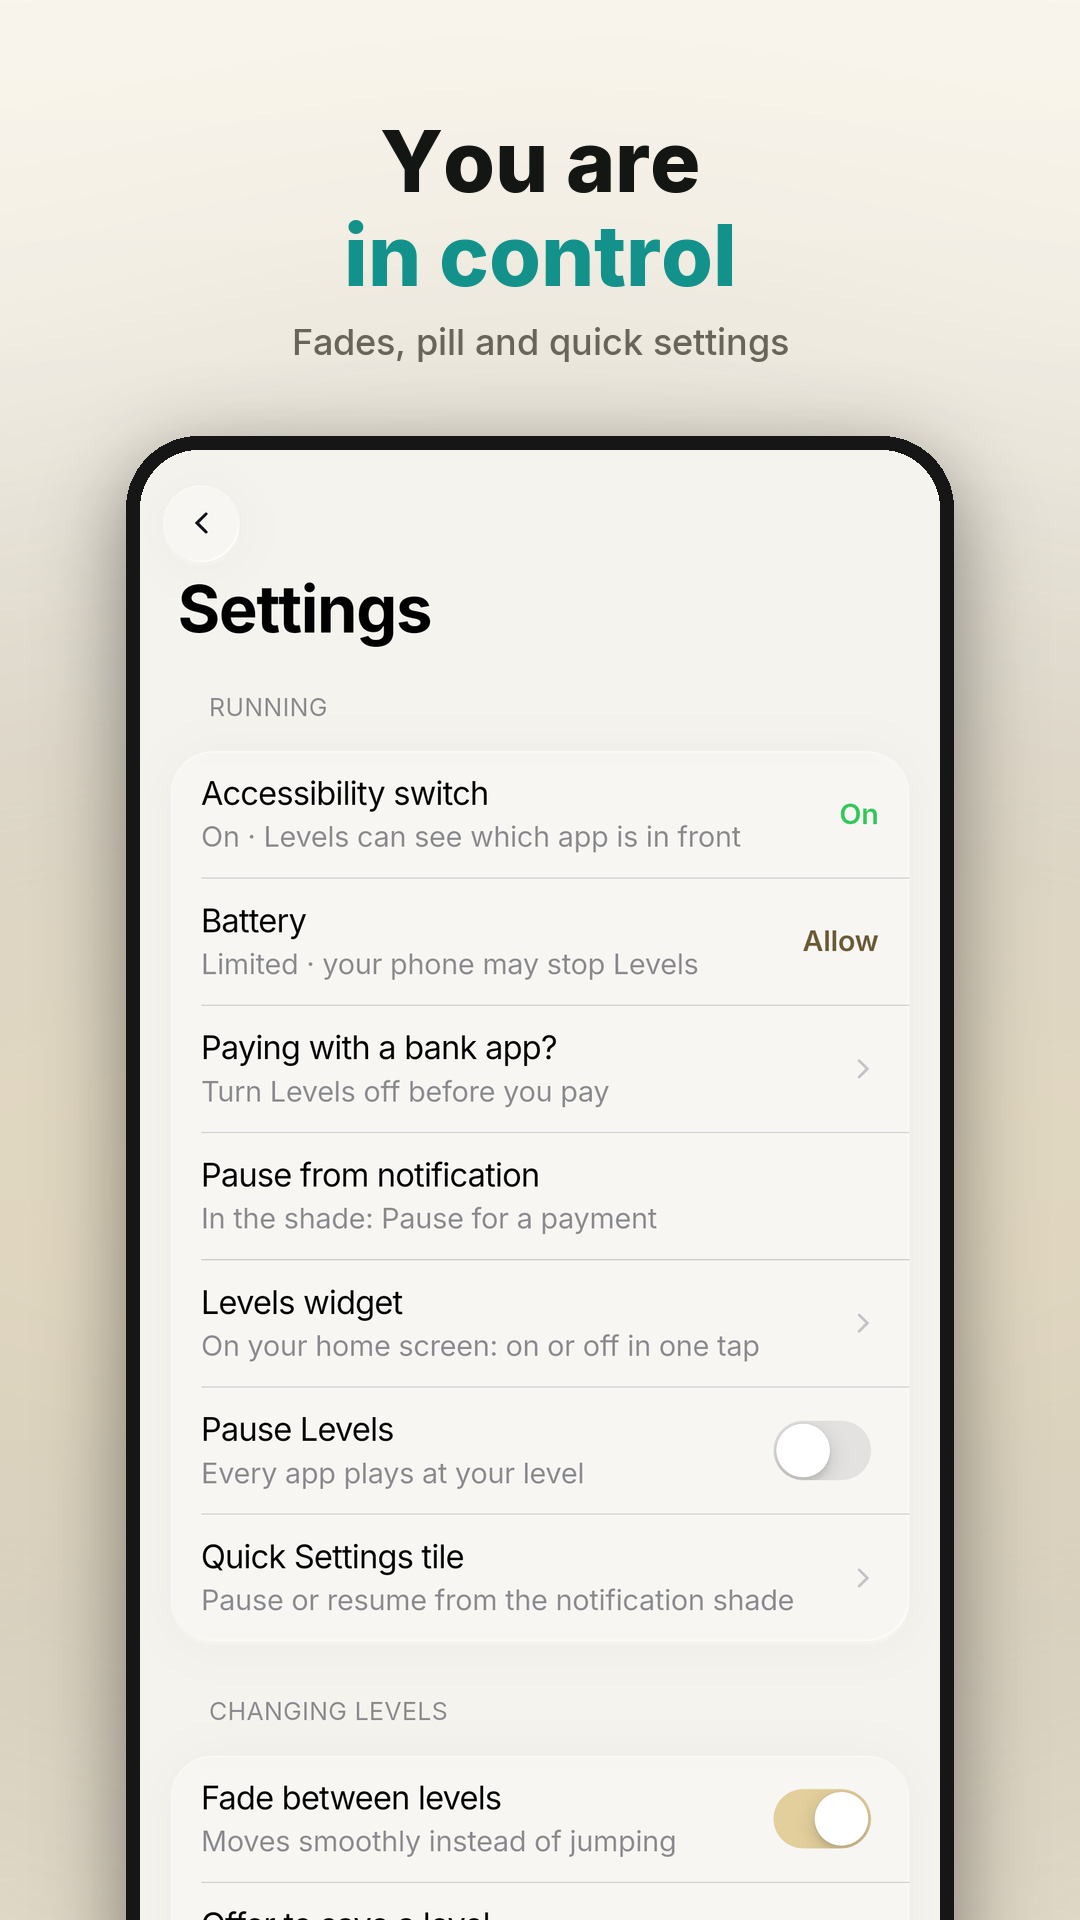 You are
in control
Fades, pill and quick settings
Settings
RUNNING
Accessibility switch
On · Levels can see which app is in front
On
Battery
Limited · your phone may stop Levels
Allow
Paying with a bank app?
Turn Levels off before you pay
Pause from notification
In the shade: Pause for a payment
Levels widget
On your home screen: on or off in one tap
Pause Levels
Every app plays at your level
Quick Settings tile
Pause or resume from the notification shade
CHANGING LEVELS
Fade between levels
Moves smoothly instead of jumping
Offer to save a level